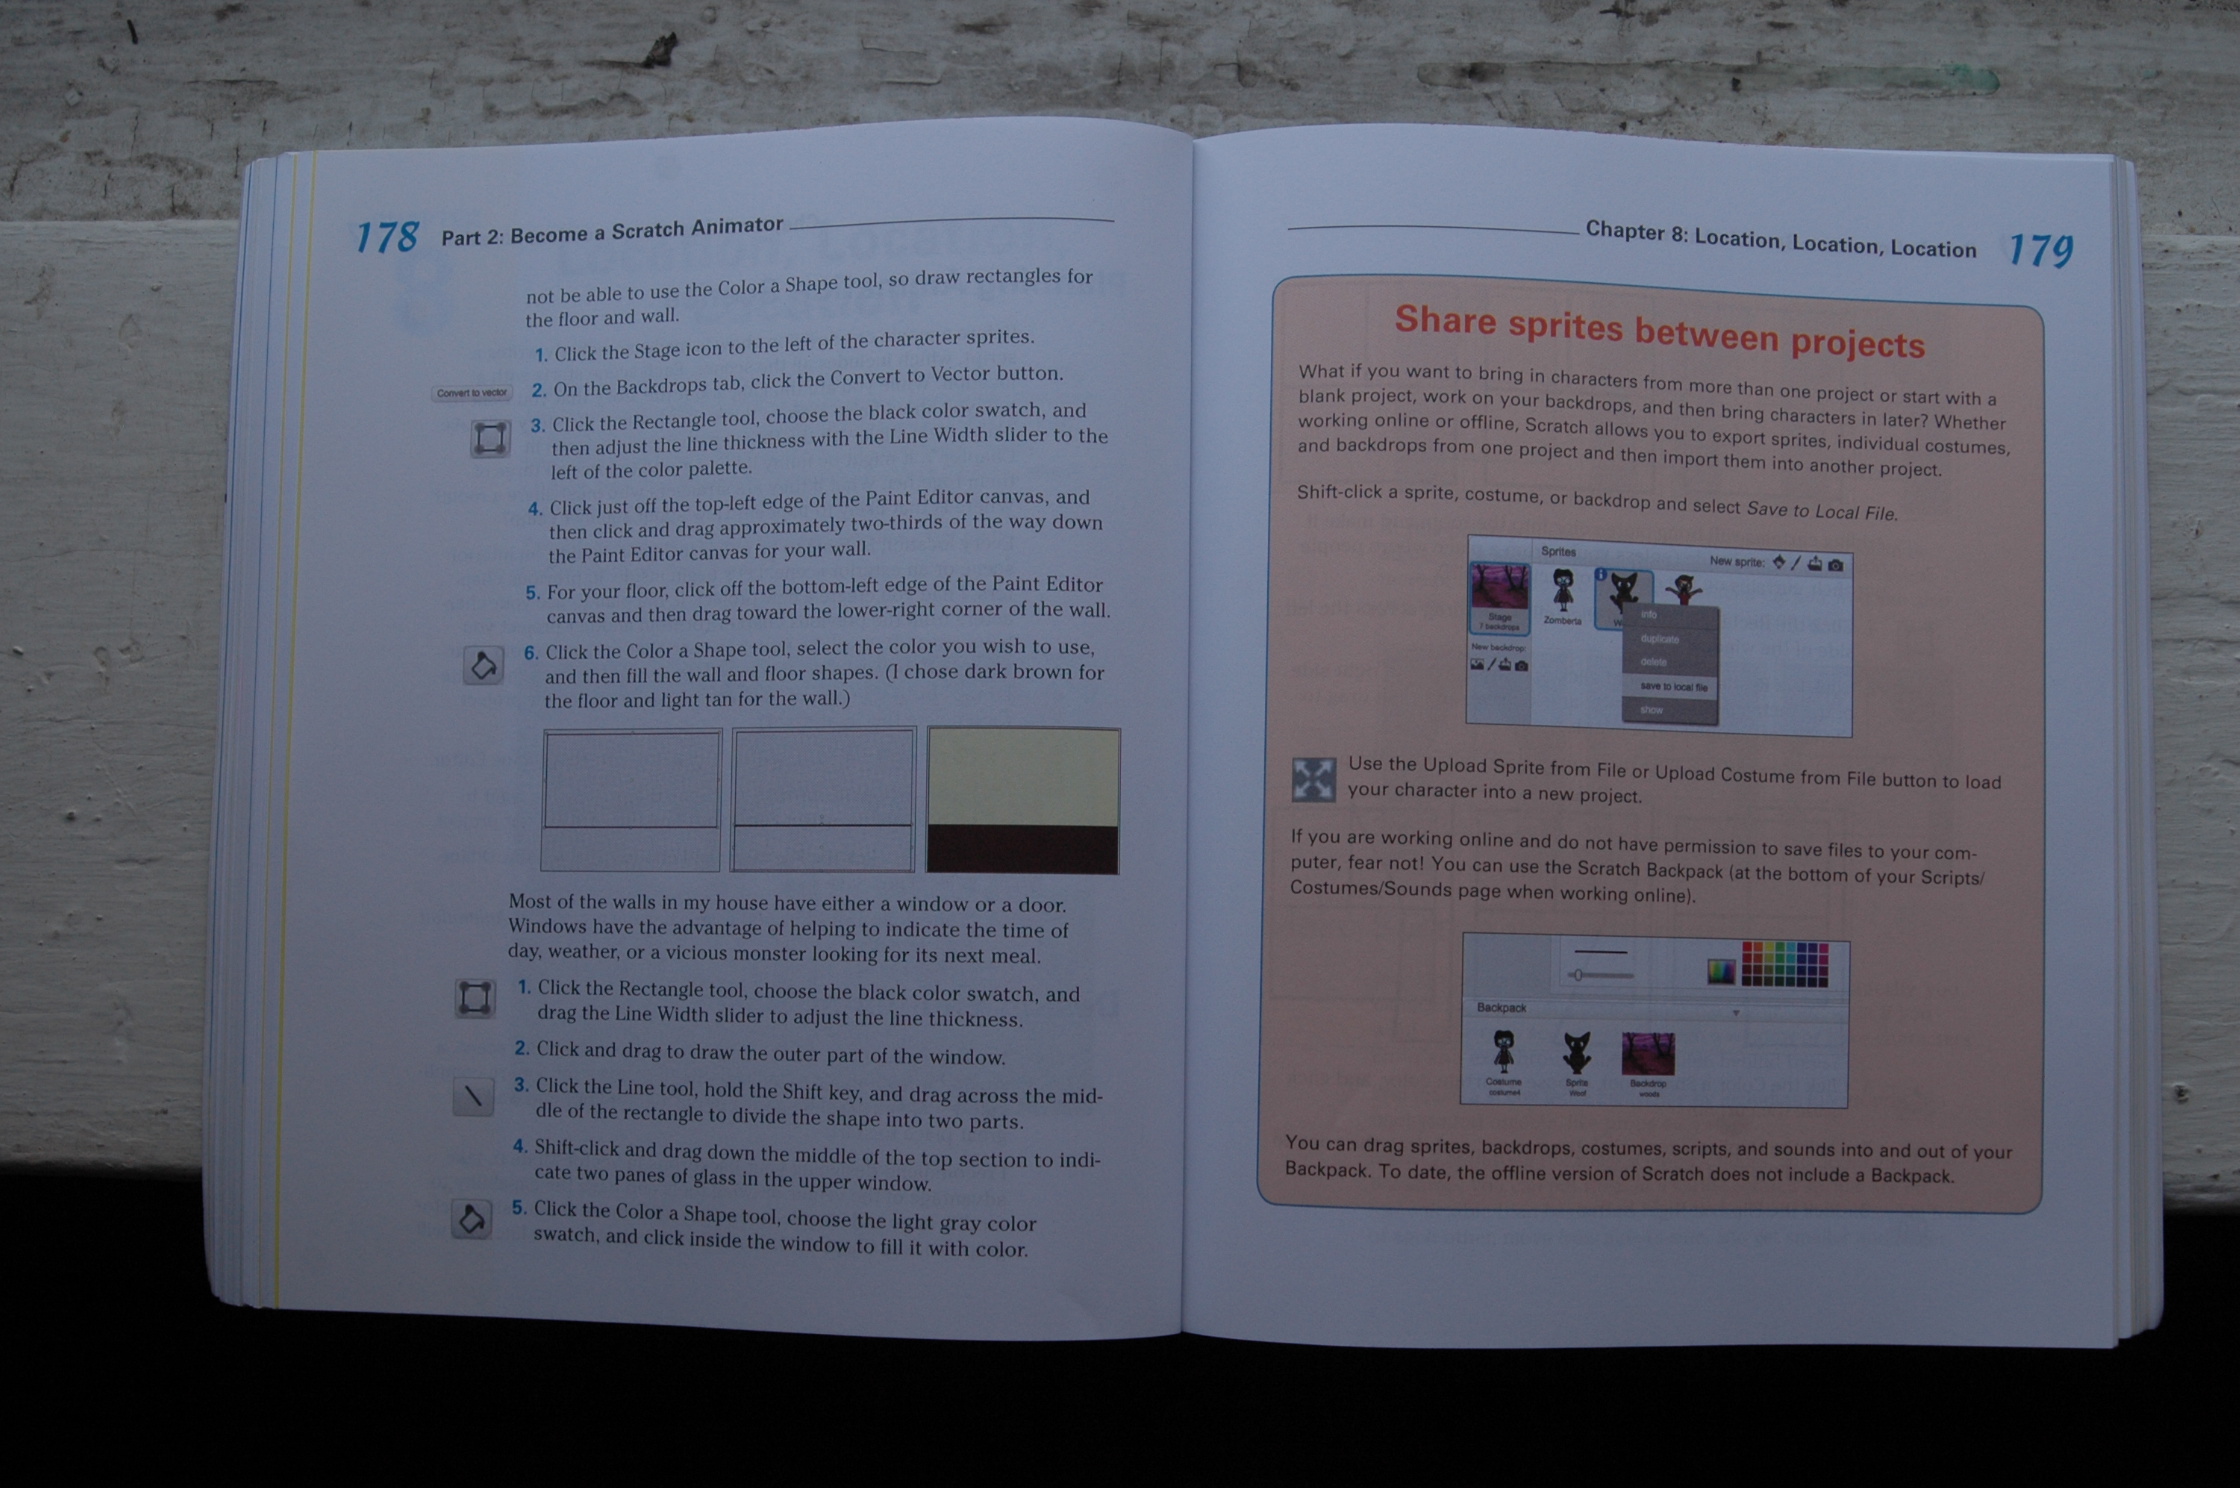 178 Part 2: Become a Scratch Animator
not be able to use the Color a Shape tool, so draw rectangles for
the floor and wall.
1. Click the Stage icon to the left of the character sprites.
Convert to vector
2. On the Backdrops tab, click the Convert to Vector button.
3. Click the Rectangle tool, choose the black color swatch, and
then adjust the line thickness with the Line Width slider to the
left of the color palette.
4. Click just off the top-left edge of the Paint Editor canvas, and
then click and drag approximately two-thirds of the way down
the Paint Editor canvas for your wall.
5. For your floor, click off the bottom-left edge of the Paint Editor
canvas and then drag toward the lower-right corner of the wall.
6. Click the Color a Shape tool, select the color you wish to use,
and then fill the wall and floor shapes. (I chose dark brown for
the floor and light tan for the wall.)
Most of the walls in my house have either a window or a door.
Windows have the advantage of helping to indicate the time of
day, weather, or a vicious monster looking for its next meal.
1. Click the Rectangle tool, choose the black color swatch, and
drag the Line Width slider to adjust the line thickness.
2. Click and drag to draw the outer part of the window.
3. Click the Line tool, hold the Shift key, and drag across the mid-
dle of the rectangle to divide the shape into two parts.
4. Shift-click and drag down the middle of the top section to indi-
cate two panes of glass in the upper window.
5. Click the Color a Shape tool, choose the light gray color
swatch, and click inside the window to fill it with color.
Chapter 8: Location, Location, Location 179
Share sprites between projects
What if you want to bring in characters from more than one project or start with a
blank project, work on your backdrops, and then bring characters in later? Whether
working online or offline, Scratch allows you to export sprites, individual costumes,
and backdrops from one project and then import them into another project.
Shift-click a sprite, costume, or backdrop and select Save to Local File.
Sprites
New sprite:
Stage
7 backdrops
Zomberta
New backdrop:
info
duplicate
delete
save to local file
show
Use the Upload Sprite from File or Upload Costume from File button to load
your character into a new project.
If you are working online and do not have permission to save files to your com-
puter, fear not! You can use the Scratch Backpack (at the bottom of your Scripts/
Costumes/Sounds page when working online).
Backpack
Costume
costume4
Sprite
Woof
Backdrop
woods
You can drag sprites, backdrops, costumes, scripts, and sounds into and out of your
Backpack. To date, the offline version of Scratch does not include a Backpack.